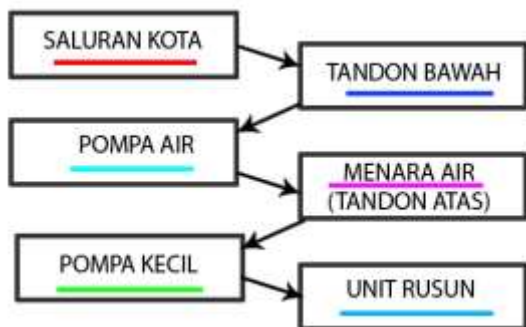 SALURAN KOTA
TANDON BAWAH
POMPA AIR
MENARA AIR
(TANDON ATAS)
POMPA KECIL
UNIT RUSUN